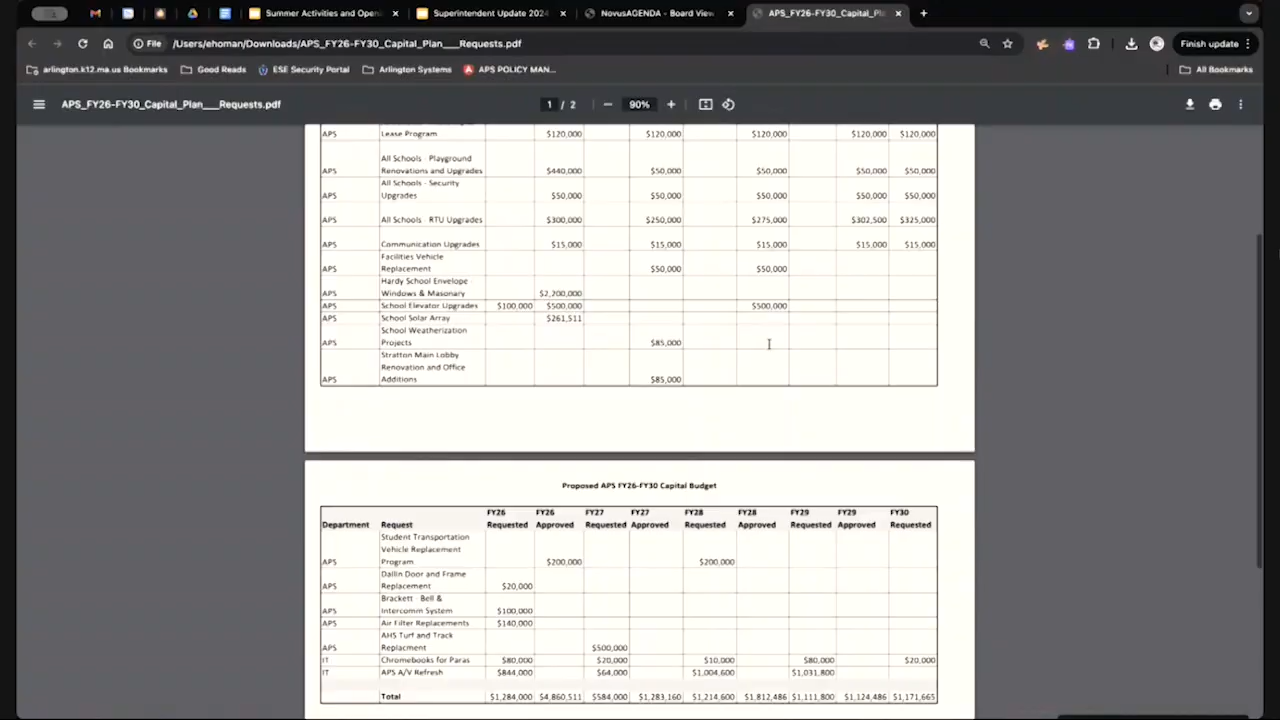 Summer Activities and Open
Superintendent Update 2024
NovusAGENDA - Board View
APS_FY26-FY30_Capital_Pla
File /Users/ehoman/Downloads/APS_FY26-FY30_Capital_Plan___Requests.pdf
Finish update
arlington.k12.ma.us Bookmarks Good Reads ESE Security Portal Arlington Systems APS POLICY MAN... All Bookmarks
APS_FY26-FY30_Capital_Plan___Requests.pdf 1 / 2 90%
APS Lease Program $120,000 $120,000 $120,000 $120,000 $120,000
All Schools - Playground
APS Renovations and Upgrades $440,000 $50,000 $50,000 $50,000 $50,000
All Schools - Security
APS Upgrades $50,000 $50,000 $50,000 $50,000 $50,000
APS All Schools - RTU Upgrades $300,000 $250,000 $275,000 $302,500 $325,000
APS Communication Upgrades $15,000 $15,000 $15,000 $15,000 $15,000
Facilities Vehicle
APS Replacement $50,000 $50,000
Hardy School Envelope
APS Windows & Masonary $2,700,000
APS School Elevator Upgrades $100,000 $500,000 $500,000
APS School Solar Array $261,511
School Weatherization
APS Projects $85,000
Stratton Main Lobby
Renovation and Office
APS Additions $85,000
Proposed APS FY26-FY30 Capital Budget
FY26 FY26 FY27 FY27 FY28 FY28 FY29 FY29 FY30
Department Request Requested Approved Requested Approved Requested Approved Requested Approved Requested
Student Transportation
Vehicle Replacement
APS Program $200,000 $200,000
Dallin Door and Frame
APS Replacement $20,000
Brackett - Bell &
APS Intercomm System $100,000
APS Air Filter Replacements $140,000
AHS Turf and Track
APS Replacment $500,000
IT Chromebooks for Paras $80,000 $20,000 $10,000 $80,000 $20,000
IT APS A/V Refresh $844,000 $64,000 $1,004,600 $1,031,800
Total $1,284,000 $4,860,511 $584,000 $1,283,160 $1,214,600 $1,812,486 $1,111,800 $1,124,486 $1,171,665